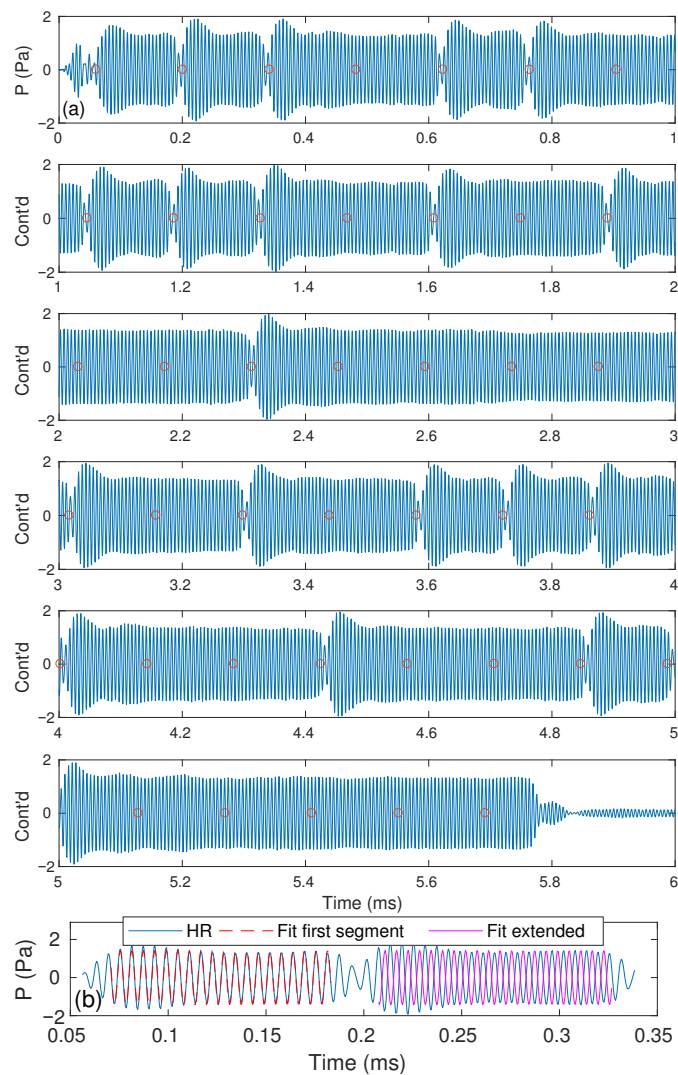 2
0
−2
P (Pa)
(a)
0 0.2 0.4 0.6 0.8 1
2
0
−2
Cont'd
1 1.2 1.4 1.6 1.8 2
2
0
−2
Cont'd
2 2.2 2.4 2.6 2.8 3
2
0
−2
Cont'd
3 3.2 3.4 3.6 3.8 4
2
0
−2
Cont'd
4 4.2 4.4 4.6 4.8 5
2
0
−2
Cont'd
5 5.2 5.4 5.6 5.8 6
Time (ms)
HR Fit first segment Fit extended
2
0
−2
P (Pa)
(b)
0.05 0.1 0.15 0.2 0.25 0.3 0.35
Time (ms)